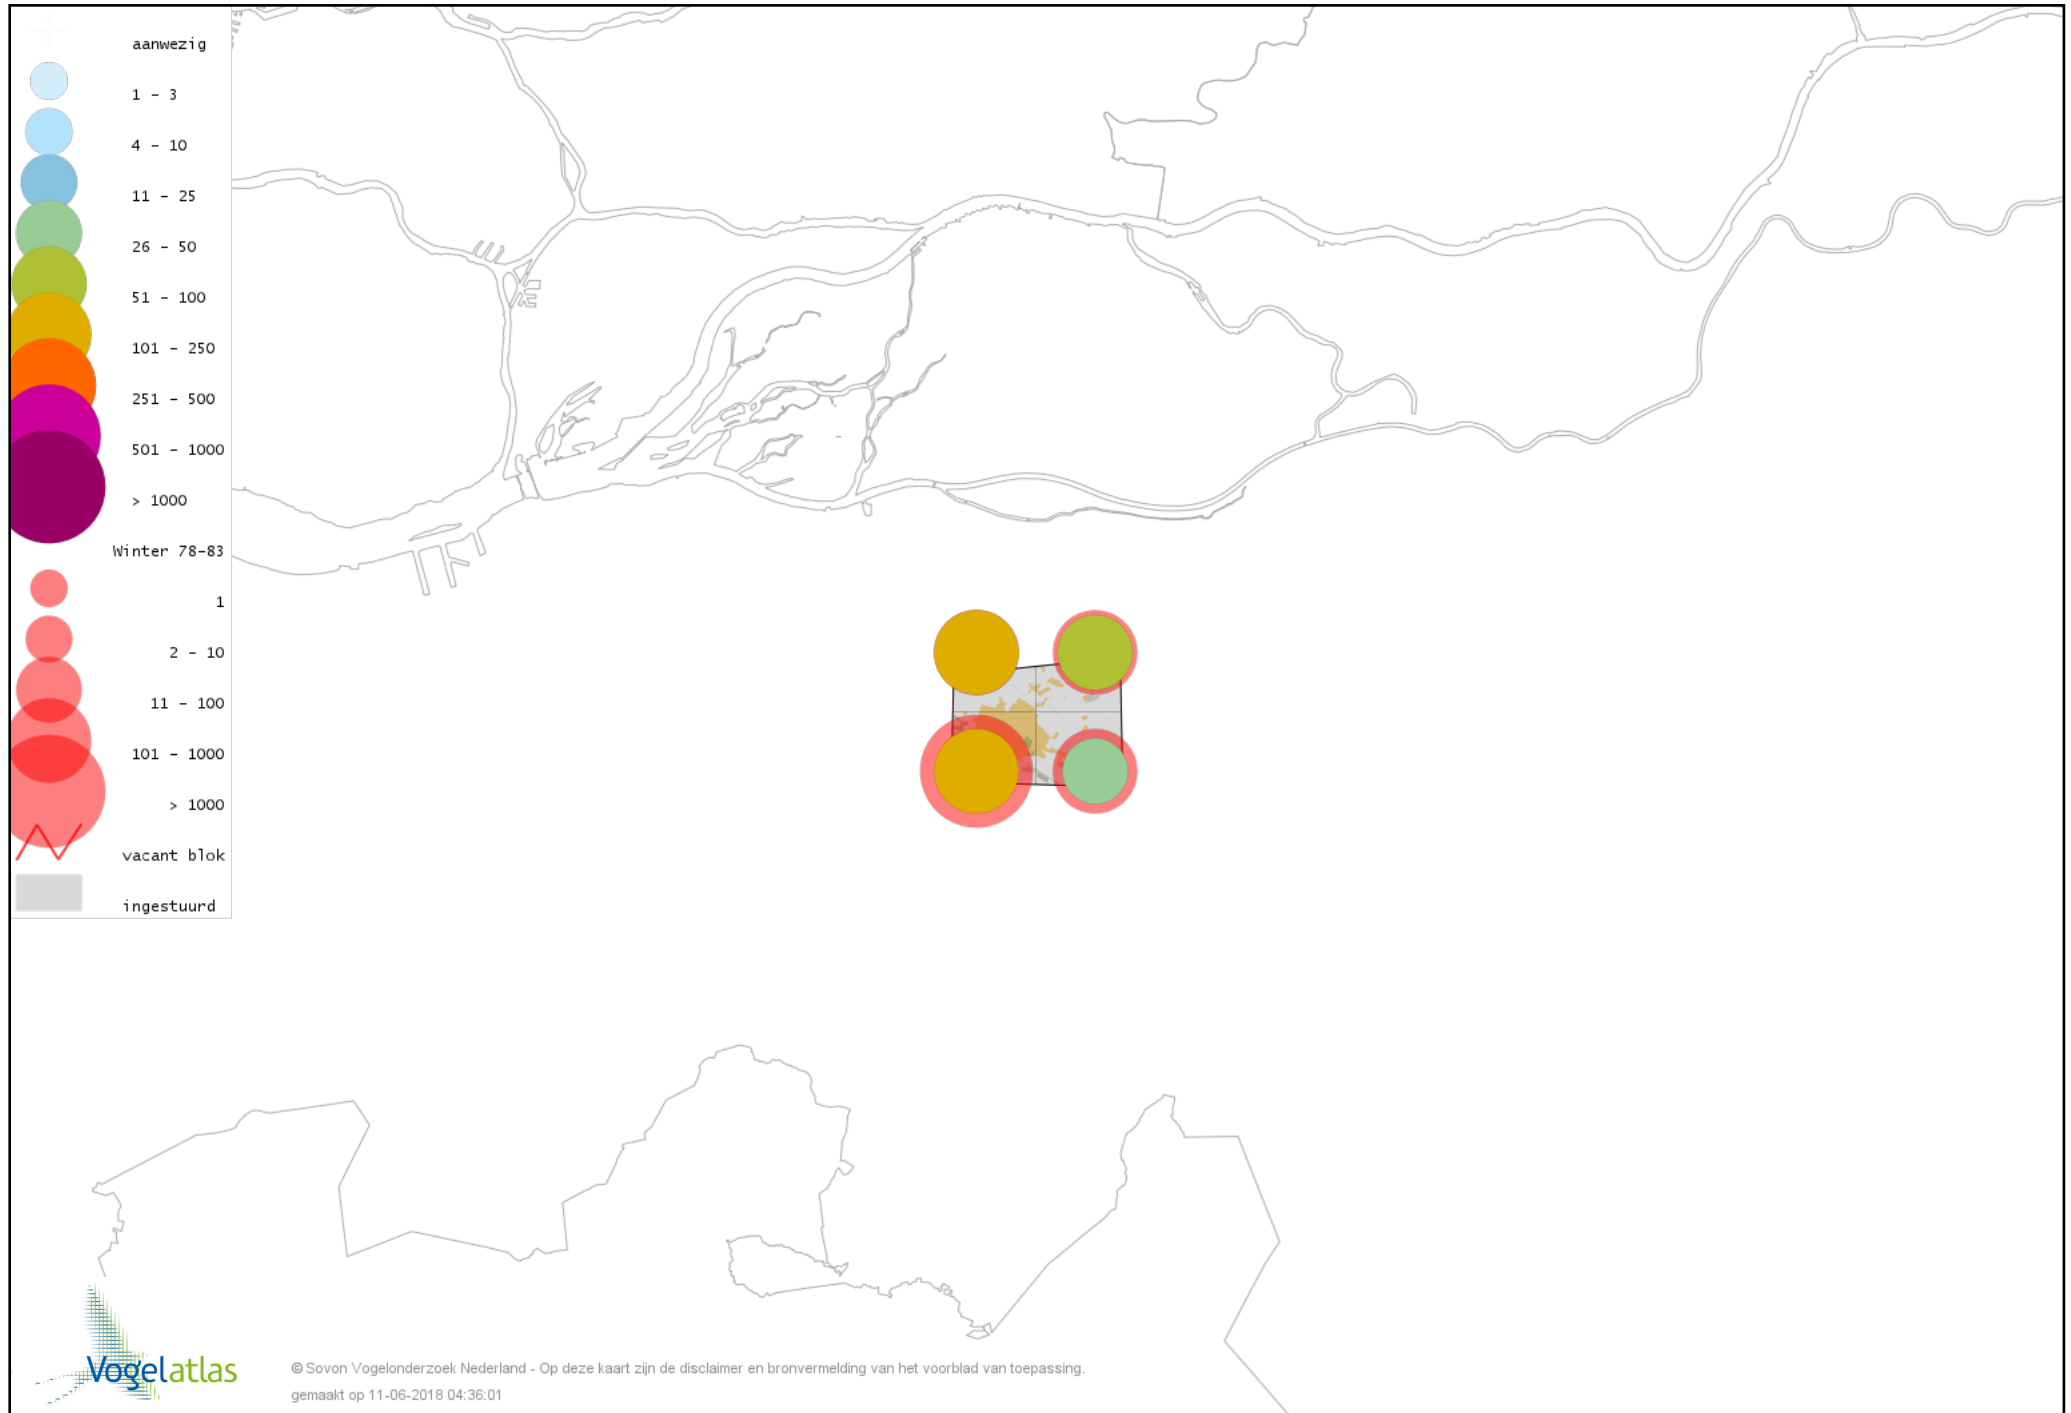 aanwezig
1 - 3
4 - 10
11 - 25
26 - 50
51 - 100
101 - 250
251 - 500
501 - 1000
> 1000
Winter 78-83
1
2 - 10
11 - 100
101 - 1000
> 1000
vacant blok
ingestuurd
Vogelatlas
© Sovon Vogelonderzoek Nederland - Op deze kaart zijn de disclaimer en bronvermelding van het voorblad van toepassing.
gemaakt op 11-06-2018 04:36:01